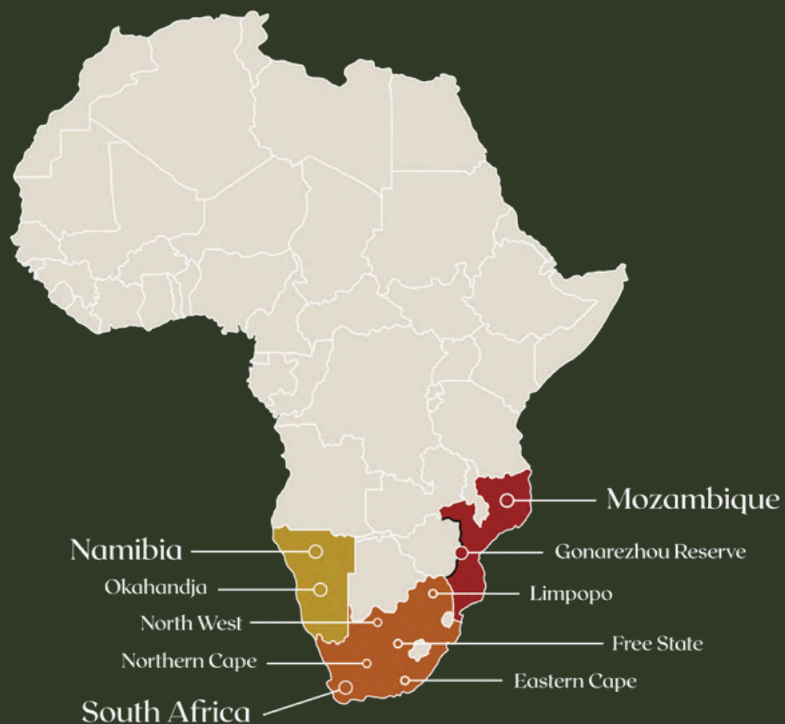 Mozambique
Namibia
Gonarezhou Reserve
Okahandja
Limpopo
North West
Free State
Northern Cape
Eastern Cape
South Africa